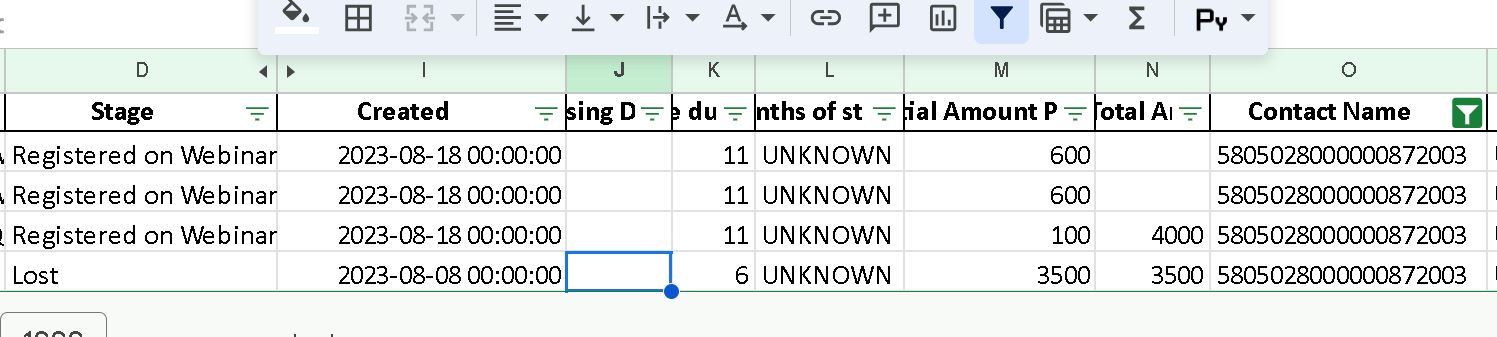 Py
D I J K L M N O
Stage Created sing D e du nths of st tial Amount P Total A Contact Name
Registered on Webinar 2023-08-18 00:00:00 11 UNKNOWN 600 5805028000000872003
Registered on Webinar 2023-08-18 00:00:00 11 UNKNOWN 600 5805028000000872003
Registered on Webinar 2023-08-18 00:00:00 11 UNKNOWN 100 4000 5805028000000872003
Lost 2023-08-08 00:00:00 6 UNKNOWN 3500 3500 5805028000000872003